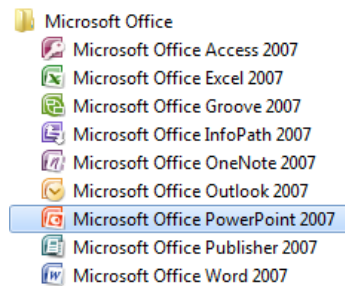 Microsoft Office
Microsoft Office Access 2007
Microsoft Office Excel 2007
Microsoft Office Groove 2007
Microsoft Office InfoPath 2007
Microsoft Office OneNote 2007
Microsoft Office Outlook 2007
Microsoft Office PowerPoint 2007
Microsoft Office Publisher 2007
Microsoft Office Word 2007